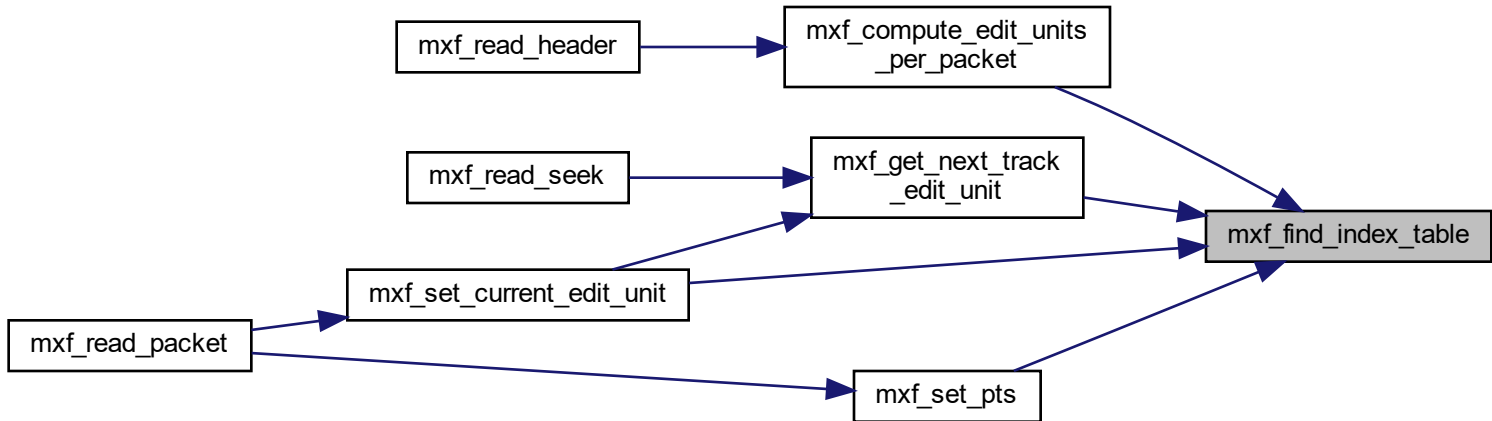 mxf_read_header
mxf_compute_edit_units
_per_packet
mxf_read_seek
mxf_get_next_track
_edit_unit
mxf_find_index_table
mxf_set_current_edit_unit
mxf_read_packet
mxf_set_pts